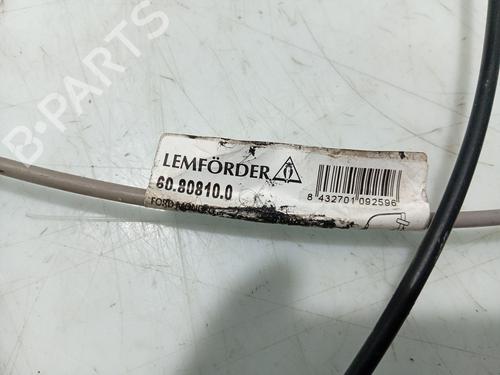 B-PARTS
LEMFÖRDER
60.80810.0
FORD
8 432701 092596